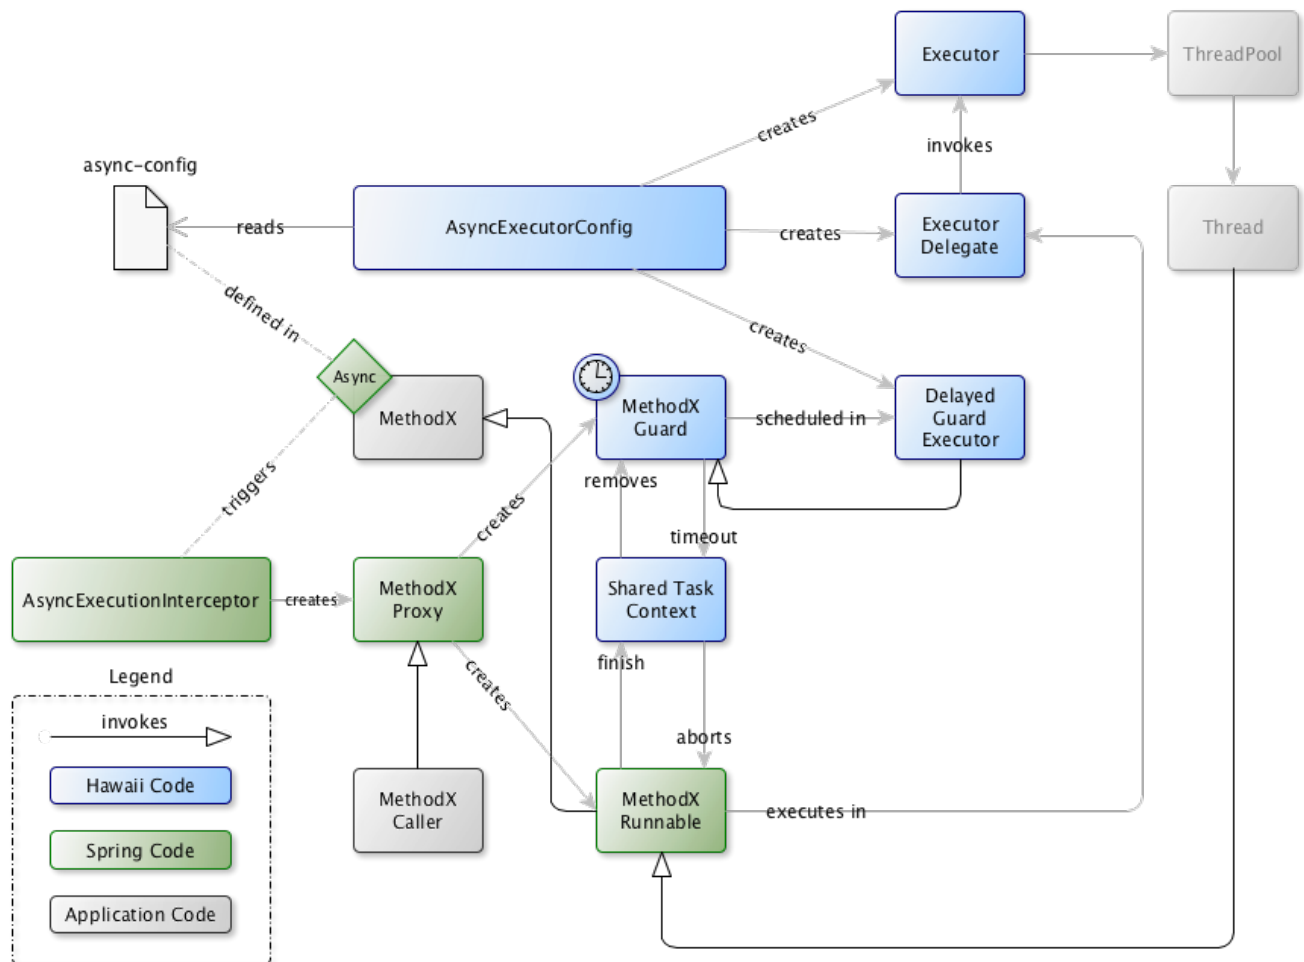 Executor
ThreadPool
creates
invokes
async-config
reads
AsyncExecutorConfig
creates
Executor
Delegate
Thread
defined in
creates
Async
MethodX
MethodX
Guard
scheduled in
Delayed
Guard
Executor
triggers
removes
creates
timeout
AsyncExecutionInterceptor
creates
MethodX
Proxy
Shared Task
Context
finish
creates
Legend
invokes
aborts
Hawaii Code
MethodX
Caller
MethodX
Runnable
executes in
Spring Code
Application Code